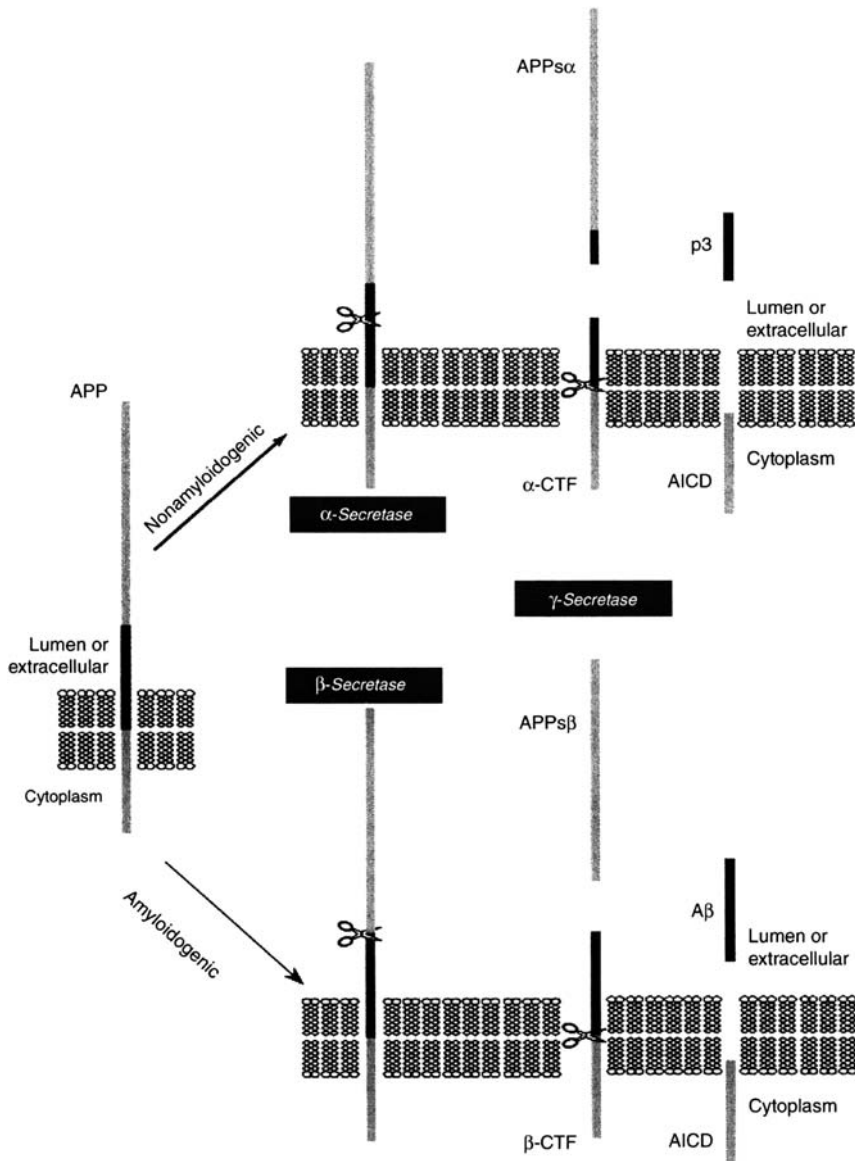 APPsα
p3
Lumen or
extracellular
APP
Nonamyloidogenic
Cytoplasm
α-CTF
AICD
α-Secretase
γ-Secretase
Lumen or
extracellular
β-Secretase
APPsβ
Cytoplasm
Amyloidogenic
Aβ
Lumen or
extracellular
Cytoplasm
β-CTF
AICD